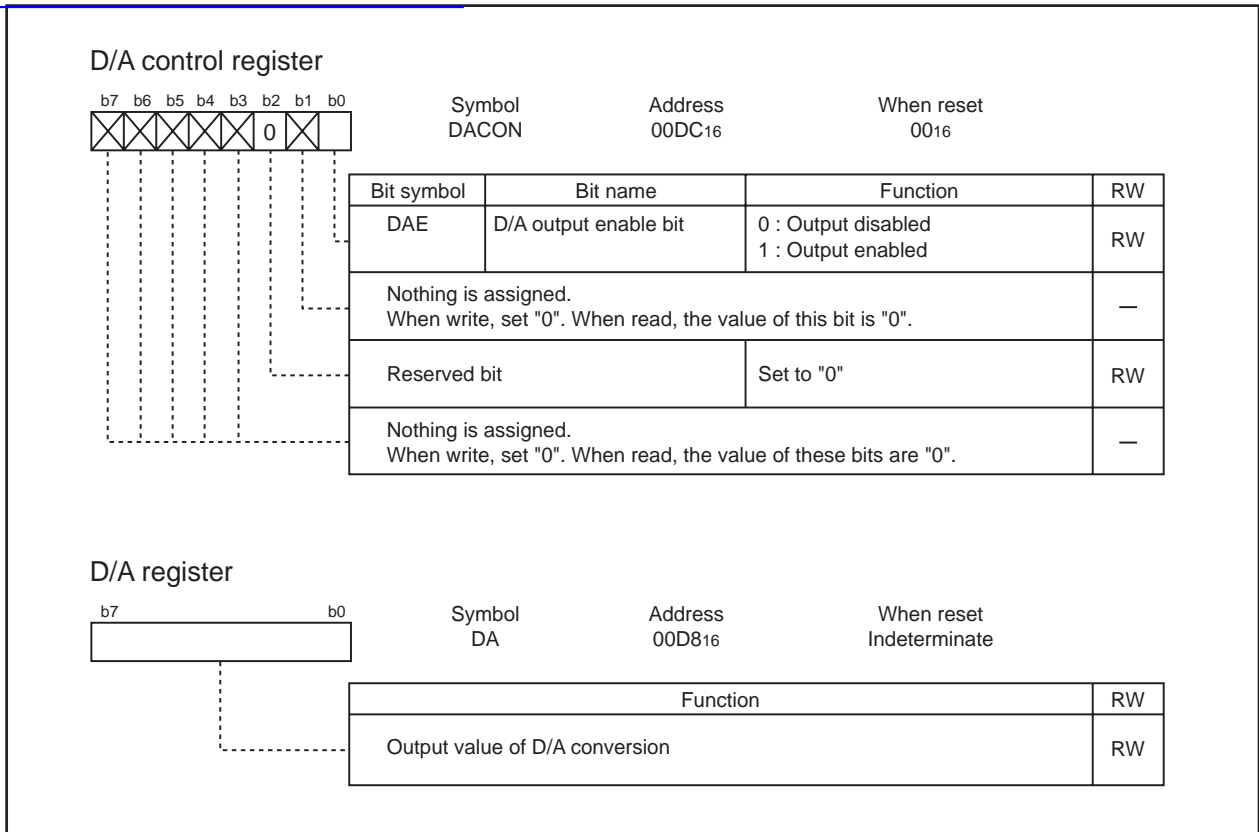 D/A control register
b7 b6 b5 b4 b3 b2 b1 b0
0
Symbol Address When reset
DACON 00DC16 0016
Bit symbol Bit name Function RW
DAE D/A output enable bit 0 : Output disabled
1 : Output enabled
RW
Nothing is assigned.
When write, set "0". When read, the value of this bit is "0".
—
Reserved bit Set to "0" RW
Nothing is assigned.
When write, set "0". When read, the value of these bits are "0".
—
D/A register
b7 b0
Symbol Address When reset
DA 00D816 Indeterminate
Function RW
Output value of D/A conversion RW